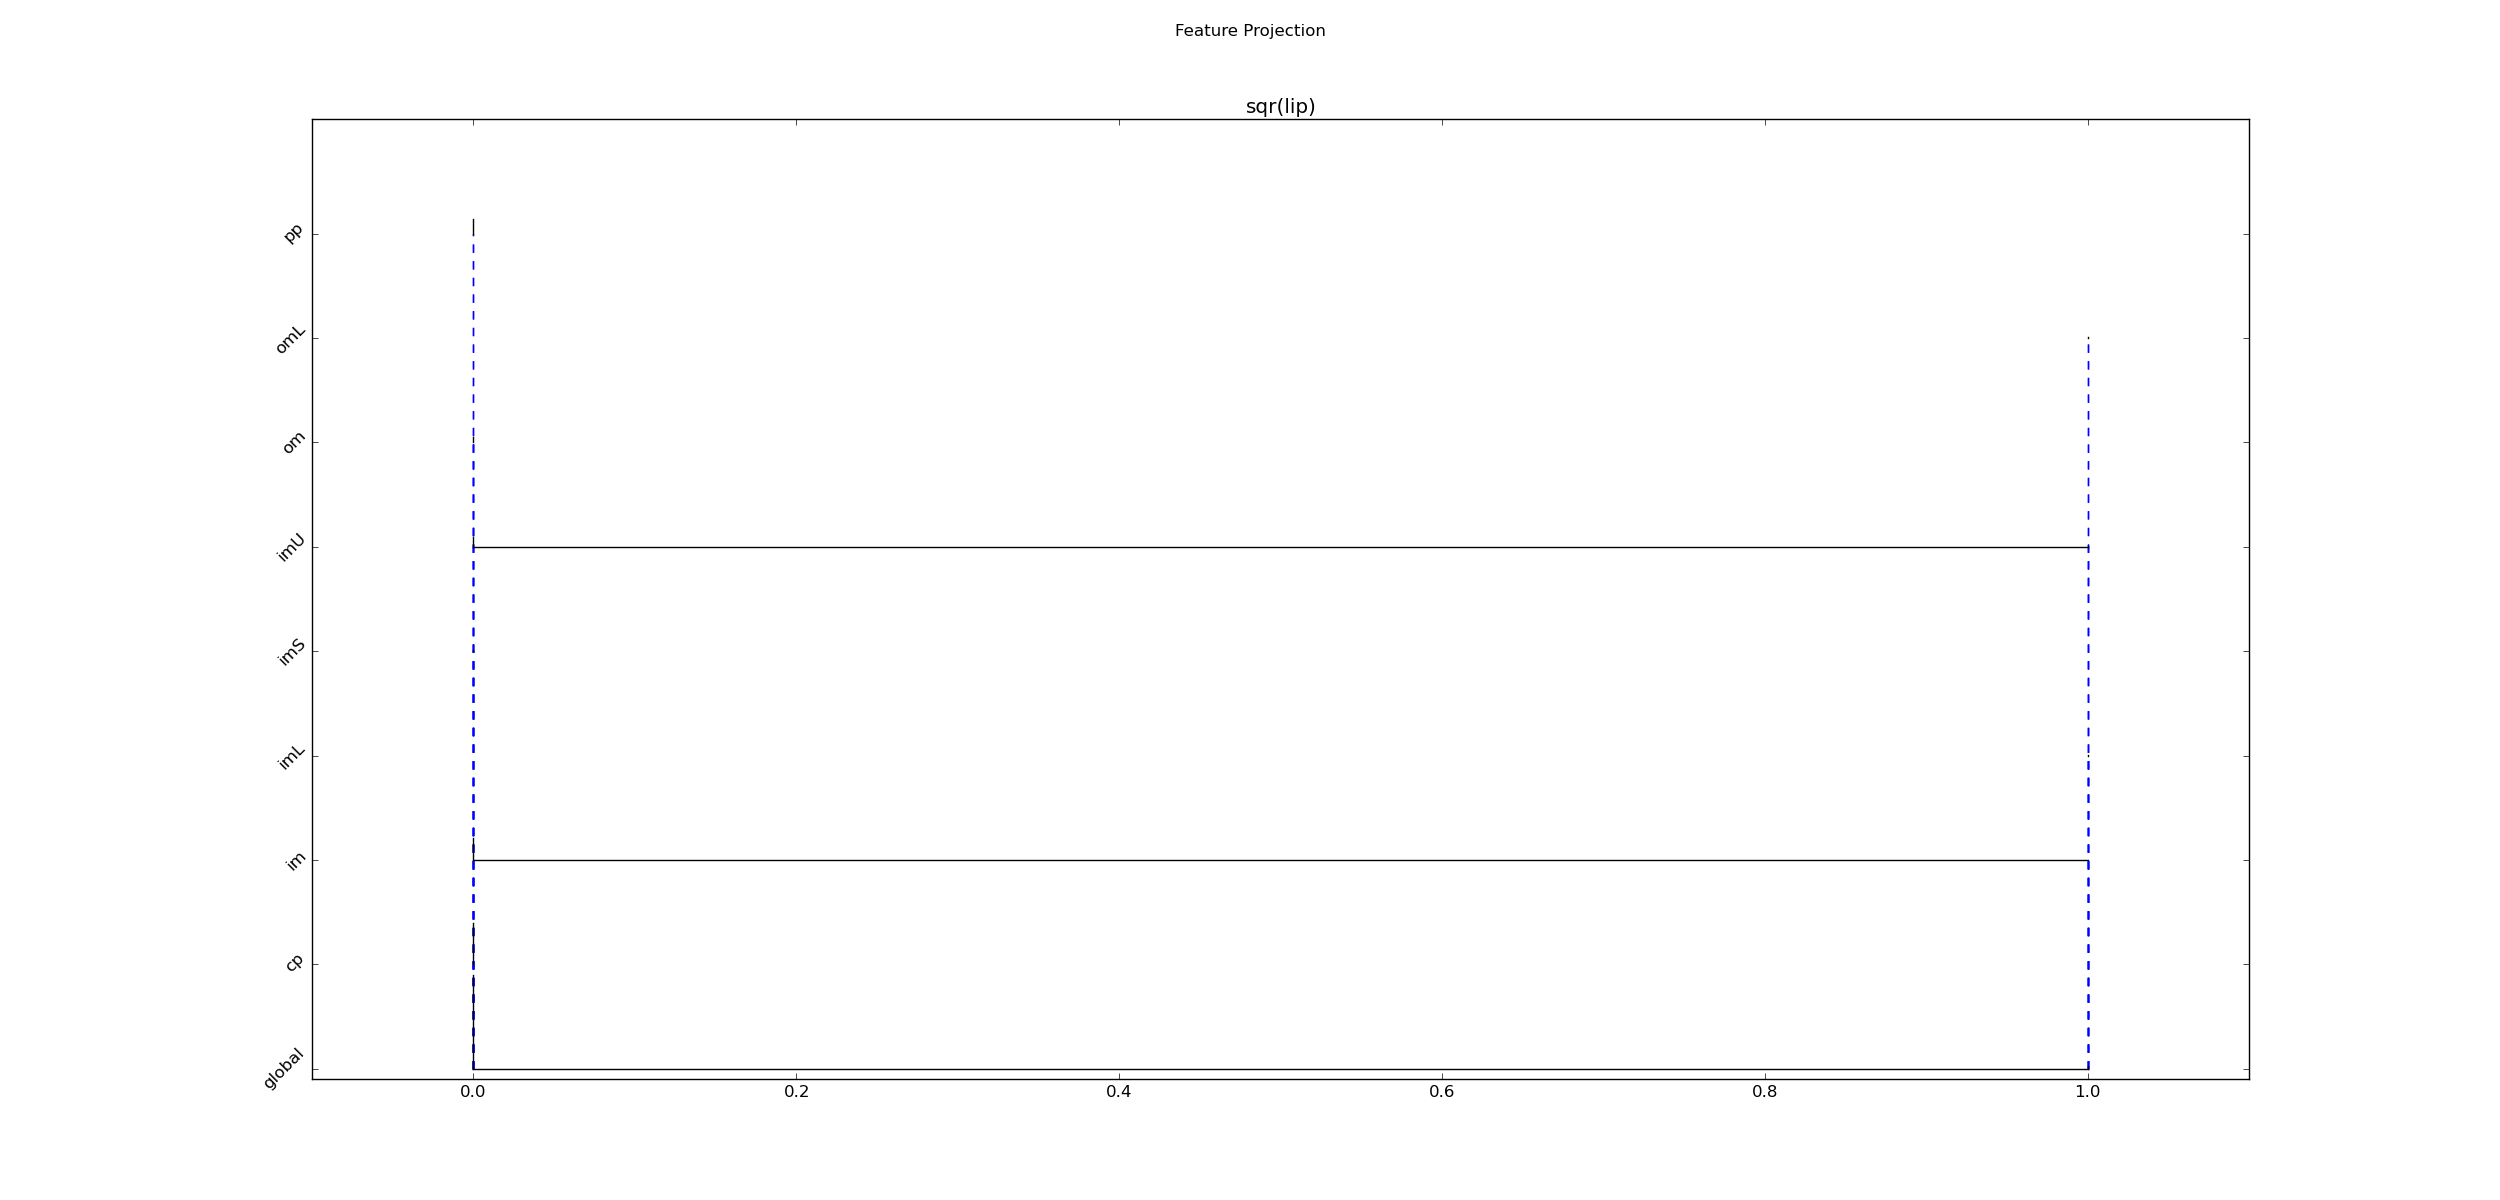 Feature Projection
sqr(lip)
pp
omL
om
imU
imS
imL
im
cp
global
0.0 0.2 0.4 0.6 0.8 1.0